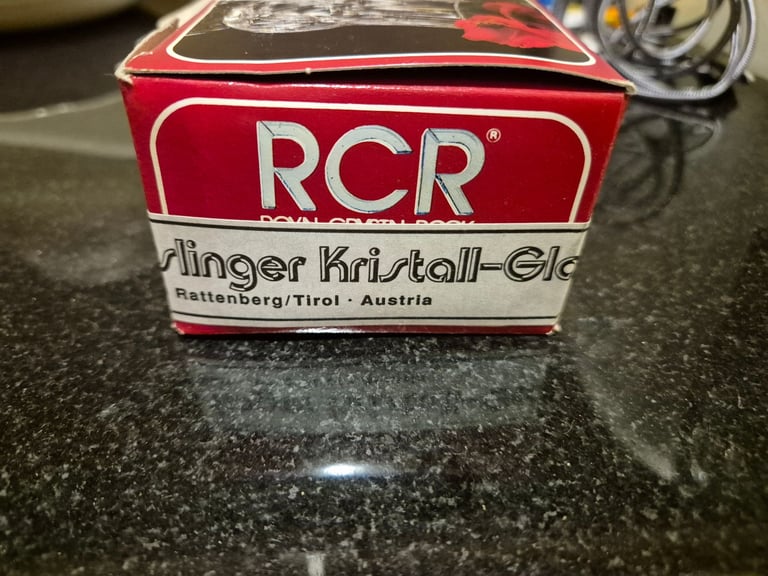 RCR®
slinger Kristall-Gla
Rattenberg/Tirol · Austria